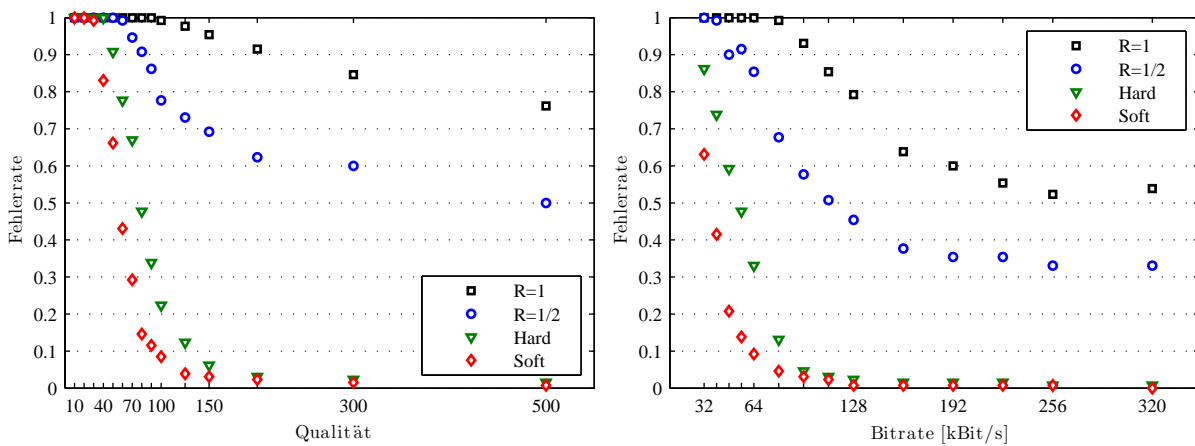 1
0.9
0.8
0.7
0.6
0.5
0.4
0.3
0.2
0.1
0
Fehlerrate
R=1
R=1/2
Hard
Soft
10 40 70 100 150 300 500
Qualität
1
0.9
0.8
0.7
0.6
0.5
0.4
0.3
0.2
0.1
0
Fehlerrate
R=1
R=1/2
Hard
Soft
32 64 128 192 256 320
Bitrate [kBit/s]